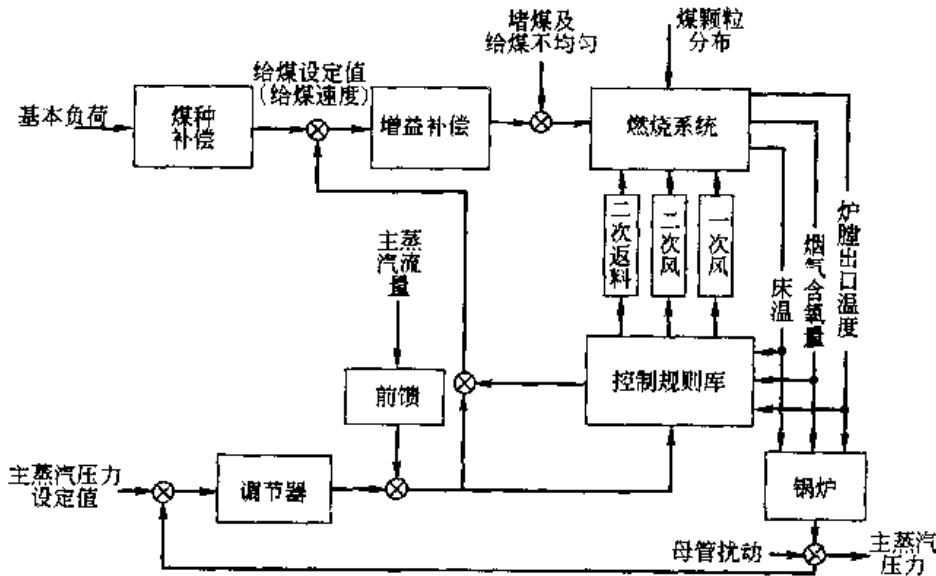 堵煤及
给煤不均匀
煤颗粒
分布
给煤设定值
(给煤速度)
基本负荷
煤种
补偿
增益补偿
燃烧系统
二次返料
二次风
一次风
主蒸
汽流
量
床温
烟气含氧量
炉膛出口温度
前馈
控制规则库
主蒸汽压力
设定值
调节器
锅炉
母管扰动
主蒸汽
压力